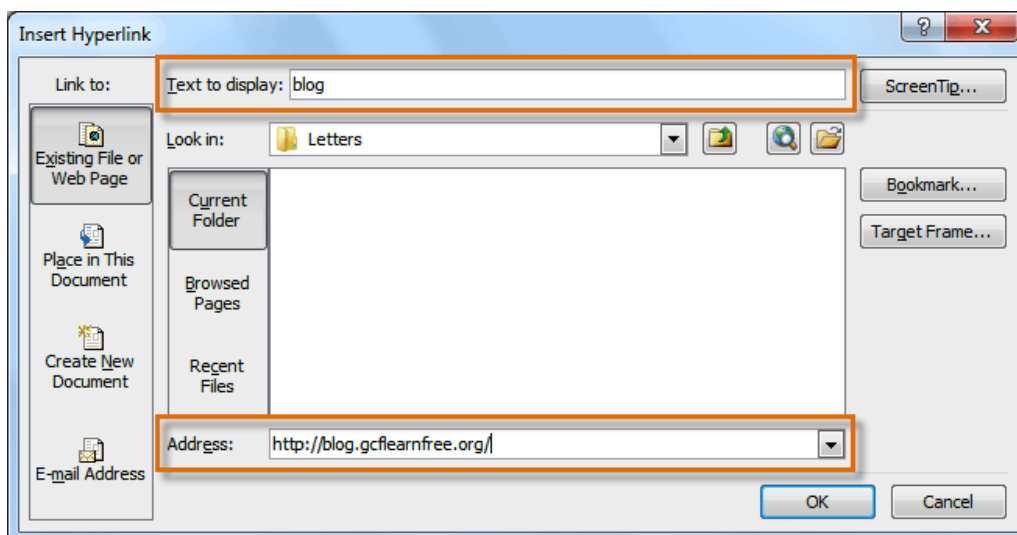 Insert Hyperlink
Link to:
Text to display: blog
ScreenTip...
Existing File or
Web Page
Look in: Letters
Current
Folder
Bookmark...
Target Frame...
Place in This
Document
Browsed
Pages
Create New
Document
Recent
Files
Address: http://blog.gcflearnfree.org/
E-mail Address
OK Cancel